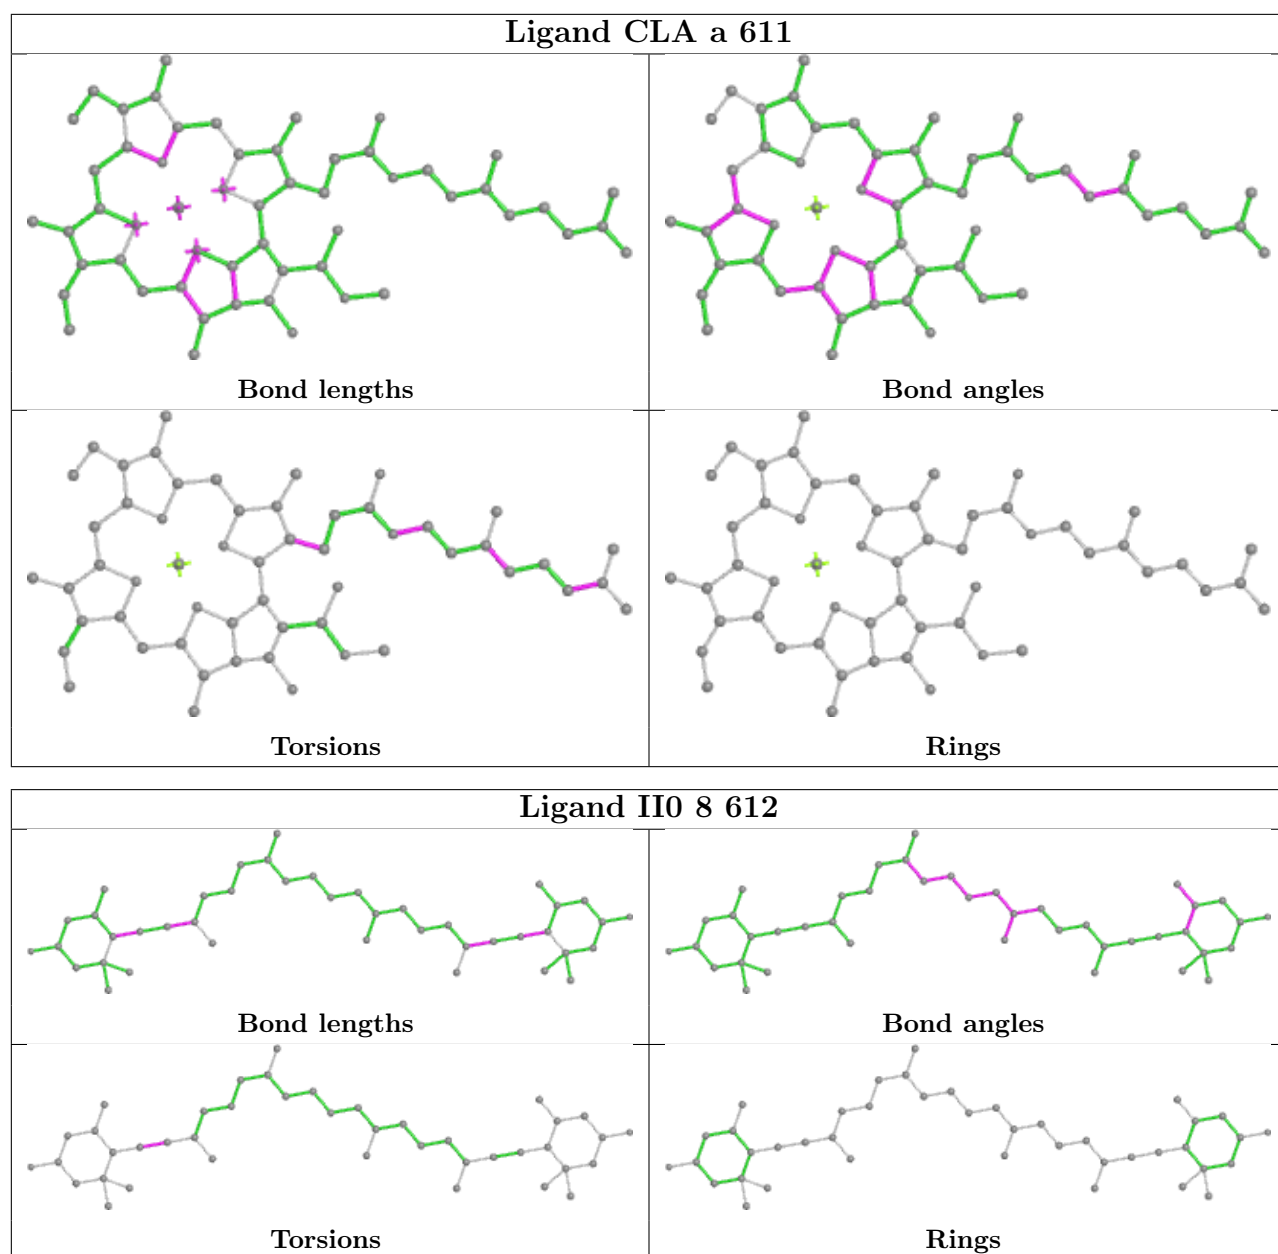 Ligand CLA a 611
Bond lengths
Bond angles
Torsions
Rings
Ligand II0 8 612
Bond lengths
Bond angles
Torsions
Rings